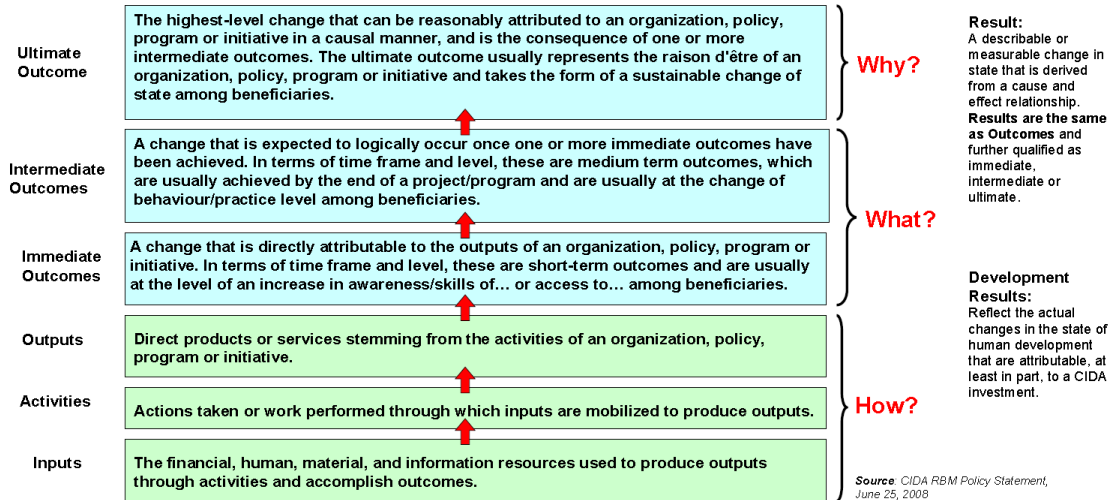 Ultimate
Outcome
The highest-level change that can be reasonably attributed to an organization, policy,
program or initiative in a causal manner, and is the consequence of one or more
intermediate outcomes. The ultimate outcome usually represents the raison d'être of an
organization, policy, program or initiative and takes the form of a sustainable change of
state among beneficiaries.
Why?
Intermediate
Outcomes
A change that is expected to logically occur once one or more immediate outcomes have
been achieved. In terms of time frame and level, these are medium term outcomes, which
are usually achieved by the end of a project/program and are usually at the change of
behaviour/practice level among beneficiaries.
What?
Immediate
Outcomes
A change that is directly attributable to the outputs of an organization, policy, program or
initiative. In terms of time frame and level, these are short-term outcomes and are usually
at the level of an increase in awareness/skills of... or access to... among beneficiaries.
Outputs
Direct products or services stemming from the activities of an organization, policy,
program or initiative.
Activities
Actions taken or work performed through which inputs are mobilized to produce outputs.
How?
Inputs
The financial, human, material, and information resources used to produce outputs
through activities and accomplish outcomes.
Result:
A describable or
measurable change in
state that is derived
from a cause and
effect relationship.
Results are the same
as Outcomes and
further qualified as
immediate,
intermediate or
ultimate.
Development
Results:
Reflect the actual
changes in the state of
human development
that are attributable, at
least in part, to a CIDA
investment.
Source: CIDA RBM Policy Statement,
June 25, 2008